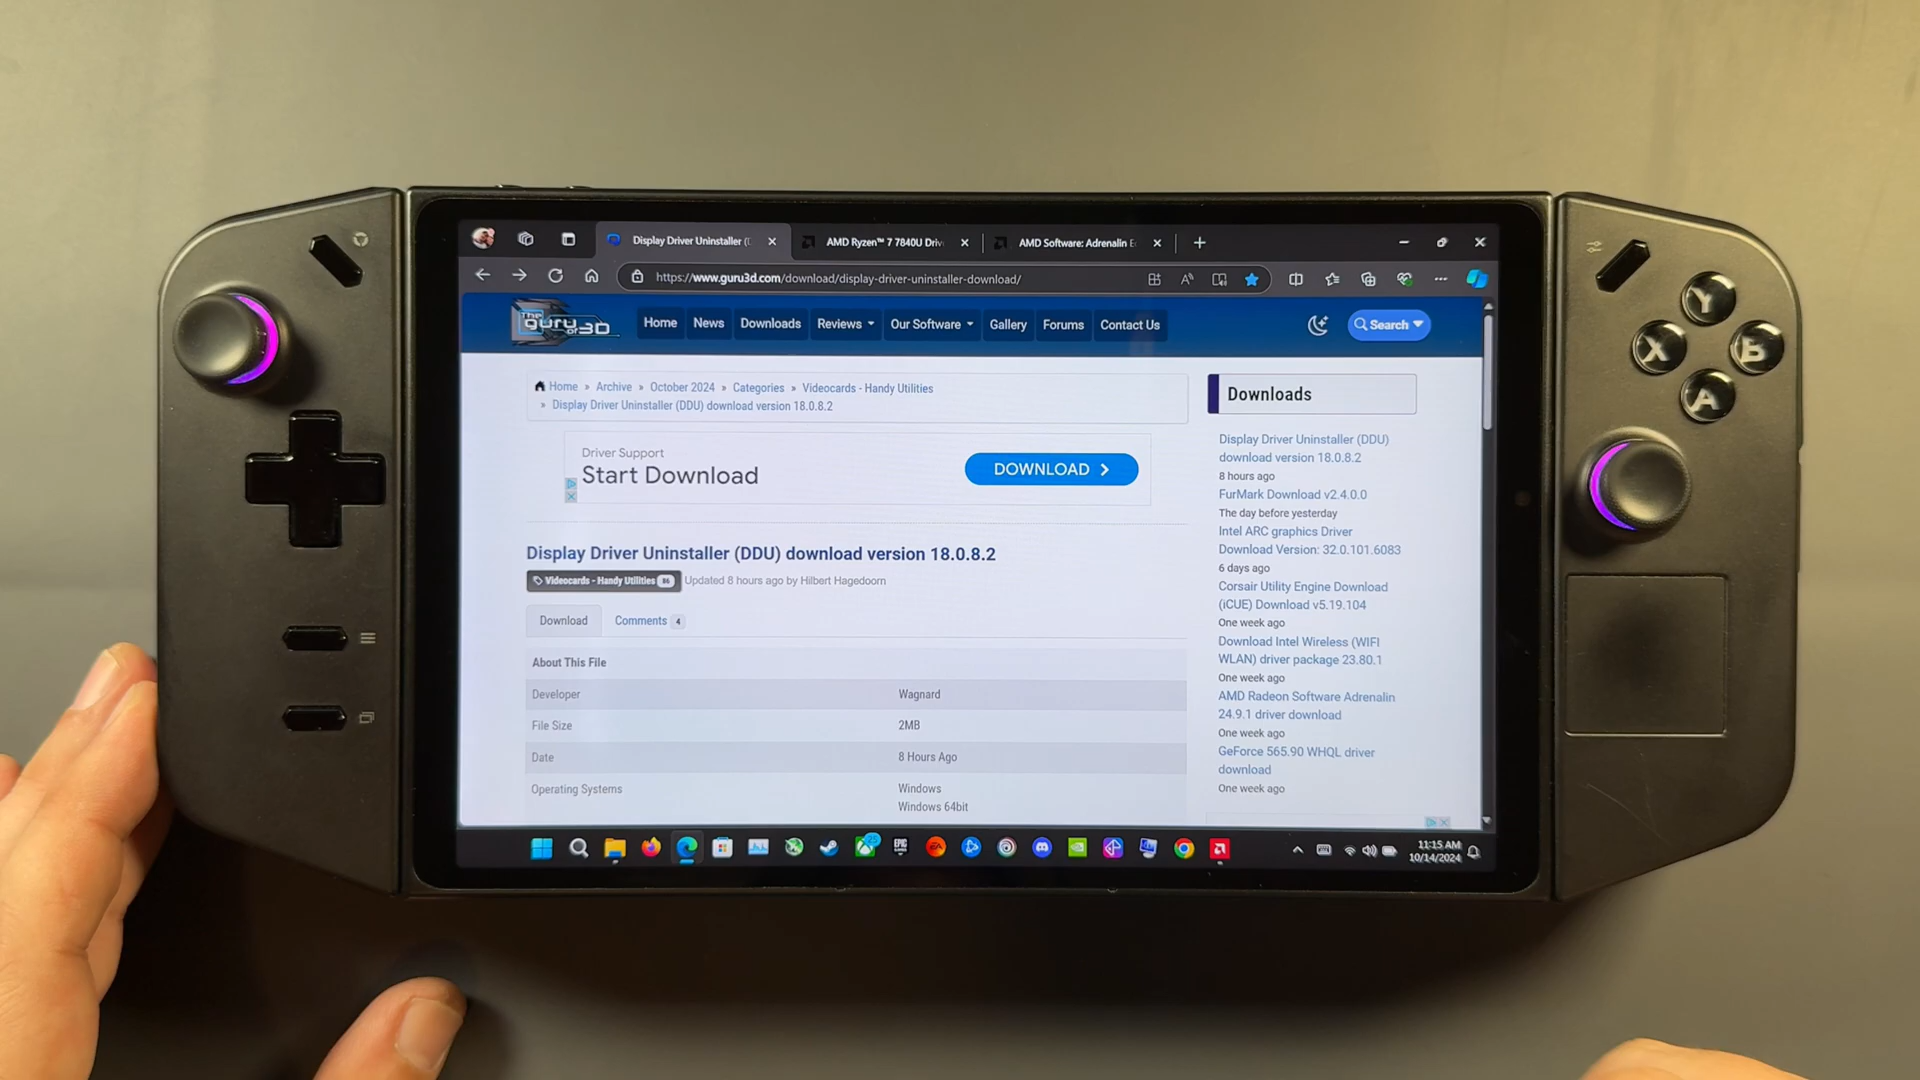 Display Driver Uninstaller (
AMD Ryzen™ 7 7840U Driv
AMD Software: Adrenalin E
https://www.guru3d.com/download/display-driver-uninstaller-download/
The guru of 3D
Home
News
Downloads
Reviews
Our Software
Gallery
Forums
Contact Us
Search
Home » Archive » October 2024 » Categories » Videocards - Handy Utilities
» Display Driver Uninstaller (DDU) download version 18.0.8.2
Driver Support
Start Download
DOWNLOAD
Display Driver Uninstaller (DDU) download version 18.0.8.2
Videocards - Handy Utilities 86 Updated 8 hours ago by Hilbert Hagedoorn
Download Comments 4
About This File
Developer Wagnard
File Size 2MB
Date 8 Hours Ago
Operating Systems Windows
Windows 64bit
Downloads
Display Driver Uninstaller (DDU)
download version 18.0.8.2
8 hours ago
FurMark Download v2.4.0.0
The day before yesterday
Intel ARC graphics Driver
Download Version: 32.0.101.6083
6 days ago
Corsair Utility Engine Download
(iCUE) Download v5.19.104
One week ago
Download Intel Wireless (WIFI
WLAN) driver package 23.80.1
One week ago
AMD Radeon Software Adrenalin
24.9.1 driver download
One week ago
GeForce 565.90 WHQL driver
download
One week ago
EPIC
EA
11:15 AM
10/14/2024
Y
X
B
A